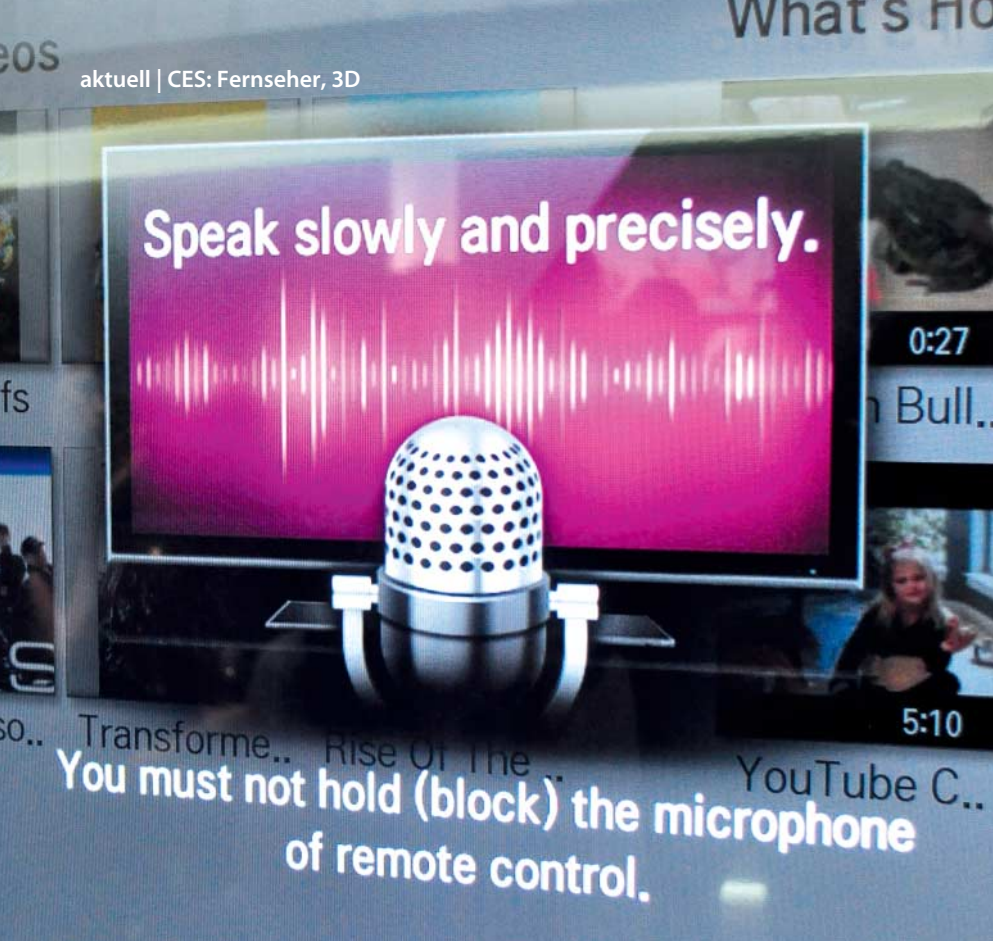 What's Ho
eos
aktuell | CES: Fernseher, 3D
Speak slowly and precisely.
0:27
fs
n Bull..
5:10
so..
Transforme..
Rise Of The ..
YouTube C..
You must not hold (block) the microphone
of remote control.